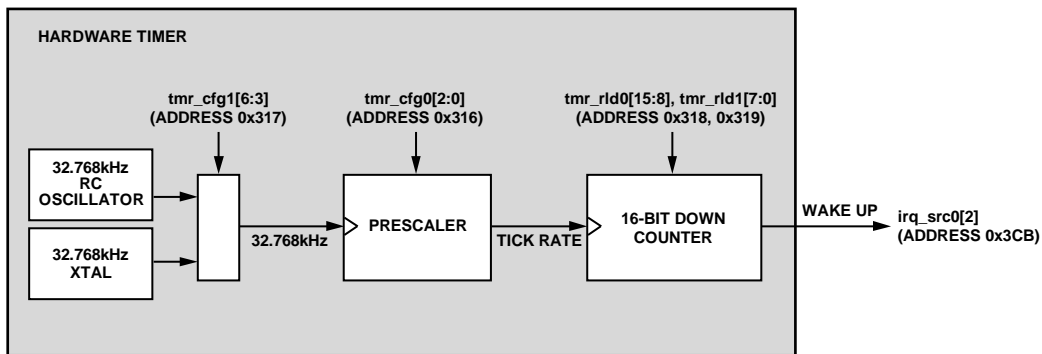 HARDWARE TIMER
tmr_cfg1[6:3]
(ADDRESS 0x317)
tmr_cfg0[2:0]
(ADDRESS 0x316)
tmr_rld0[15:8], tmr_rld1[7:0]
(ADDRESS 0x318, 0x319)
32.768kHz
RC
OSCILLATOR
32.768kHz
XTAL
32.768kHz
PRESCALER
TICK RATE
16-BIT DOWN
COUNTER
WAKE UP
irq_src0[2]
(ADDRESS 0x3CB)